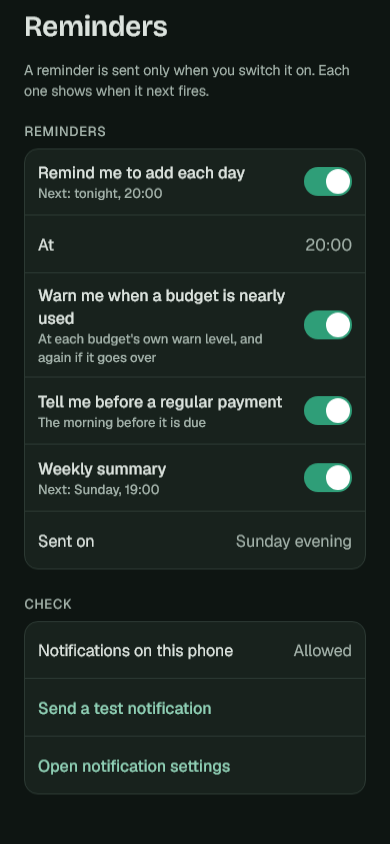 Reminders
A reminder is sent only when you switch it on. Each
one shows when it next fires.
REMINDERS
Remind me to add each day
Next: tonight, 20:00
At
20:00
Warn me when a budget is nearly
used
At each budget's own warn level, and
again if it goes over
Tell me before a regular payment
The morning before it is due
Weekly summary
Next: Sunday, 19:00
Sent on
Sunday evening
CHECK
Notifications on this phone
Allowed
Send a test notification
Open notification settings